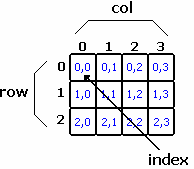 col
0 1 2 3
0 0,0 0,1 0,2 0,3
row 1 1,0 1,1 1,2 1,3
2 2,0 2,1 2,2 2,3
index